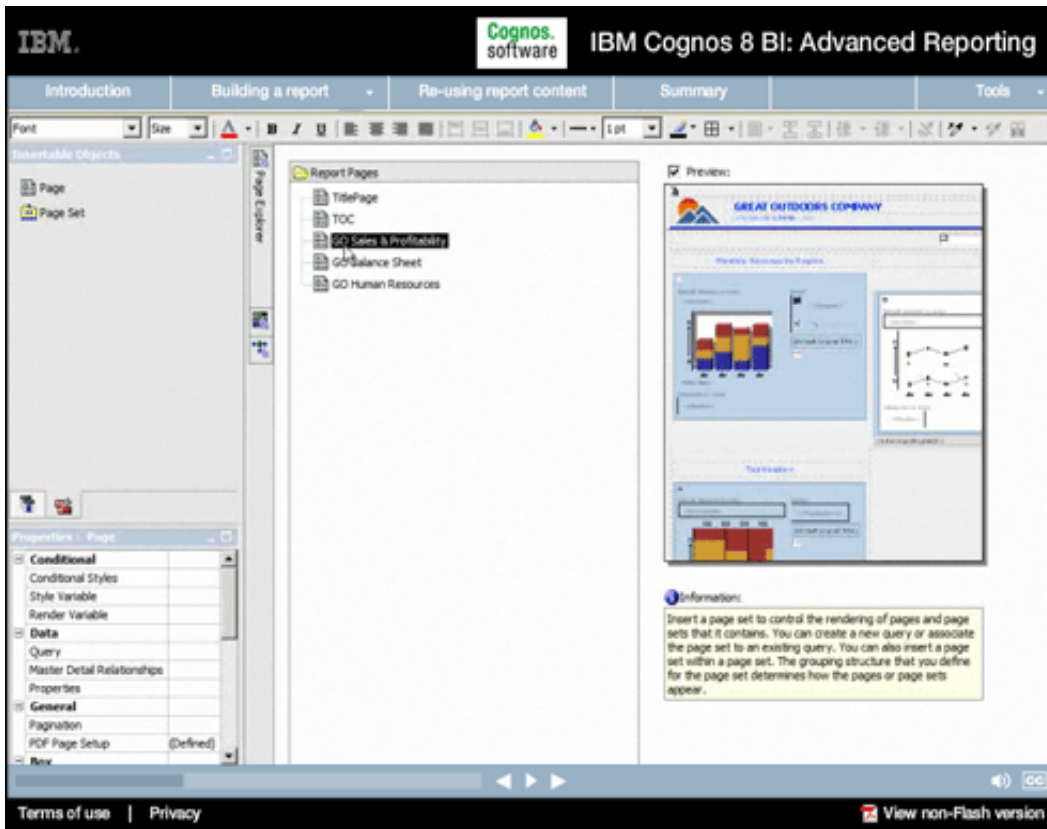 IBM.
Cognos.
software
IBM Cognos 8 BI: Advanced Reporting
Introduction
Building a report
Re-using report content
Summary
Tools
Font
Size
1 pt
Insertable Objects
Page
Page Set
Page Explorer
Report Pages
TitlePage
TOC
GO Sales & Profitability
GO Balance Sheet
GO Human Resources
Preview:
GREAT OUTDOORS COMPANY
Properties - Page
Conditional
Conditional Styles
Style Variable
Render Variable
Data
Query
Master Detail Relationships
Properties
General
Pagination
PDF Page Setup (Defined)
Box
Information:
Insert a page set to control the rendering of pages and page
sets that it contains. You can create a new query or associate
the page set to an existing query. You can also insert a page
set within a page set. The grouping structure that you define
for the page set determines how the pages or page sets
appear.
CC
Terms of use | Privacy
View non-Flash version